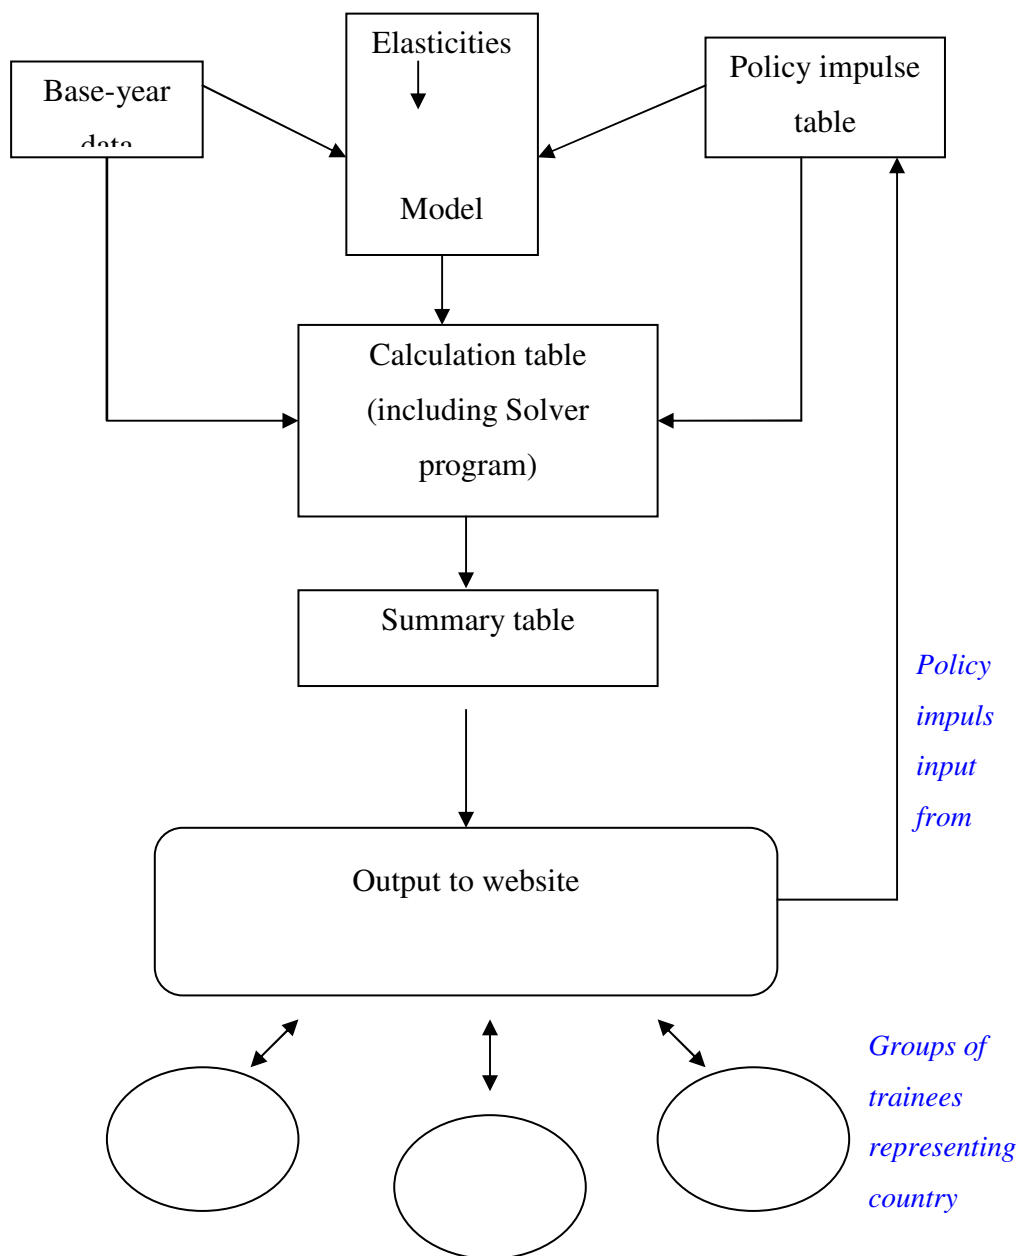 Elasticities
Policy impulse
table
Base-year
data
Model
Calculation table
(including Solver
program)
Summary table
Policy
impuls
input
from
Output to website
Groups of
trainees
representing
country